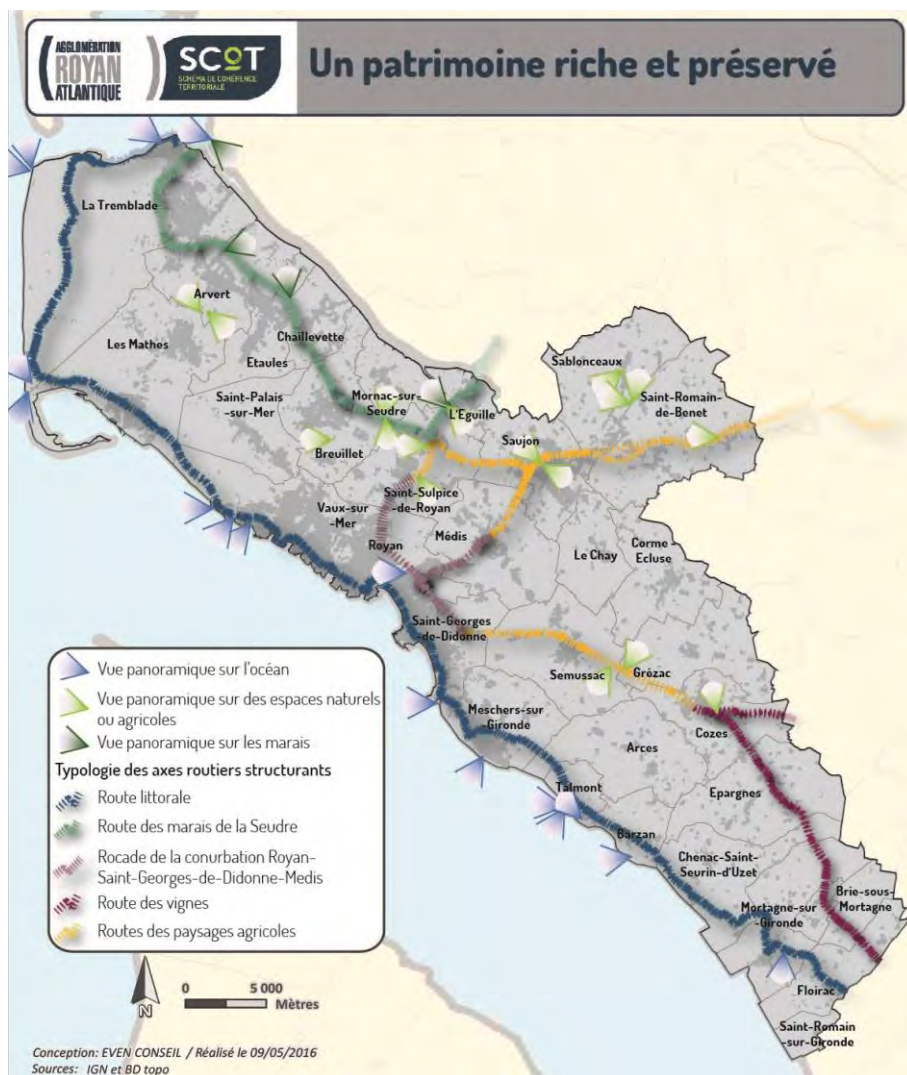 AGGLOMÉRATION
ROYAN
ATLANTIQUE
SCOT
SCHÉMA DE COHÉRENCE
TERRITORIALE
Un patrimoine riche et préservé
La Tremblade
Arvert
Les Mathes
Chaillevette
Etaules
Sablonceaux
Saint-Palais
-sur-Mer
Mornac-sur-
Seudre
L'Eguille
Saint-Romain-
de-Benet
Breuillet
Saujon
Saint-Sulpice
-de-Royan
Vaux-sur
-Mer
Médis
Royan
Le Chay
Corme-
Ecluse
Saint-Georges
-de-Didonne
Semussac
Grézac
Meschers-sur
-Gironde
Cozes
Arces
Talmont
Epargnes
Barzan
Chenac-Saint-
Seurin-d'Uzet
Brie-sous-
Mortagne
Mortagne-sur
-Gironde
Floirac
Saint-Romain
-sur-Gironde
Vue panoramique sur l'océan
Vue panoramique sur des espaces naturels
ou agricoles
Vue panoramique sur les marais
Typologie des axes routiers structurants
Route littorale
Route des marais de la Seudre
Rocade de la conurbation Royan-
Saint-Georges-de-Didonne-Medis
Route des vignes
Routes des paysages agricoles
N
0 5 000
Mètres
Conception: EVEN CONSEIL / Réalisé le 09/05/2016
Sources: IGN et BD topo